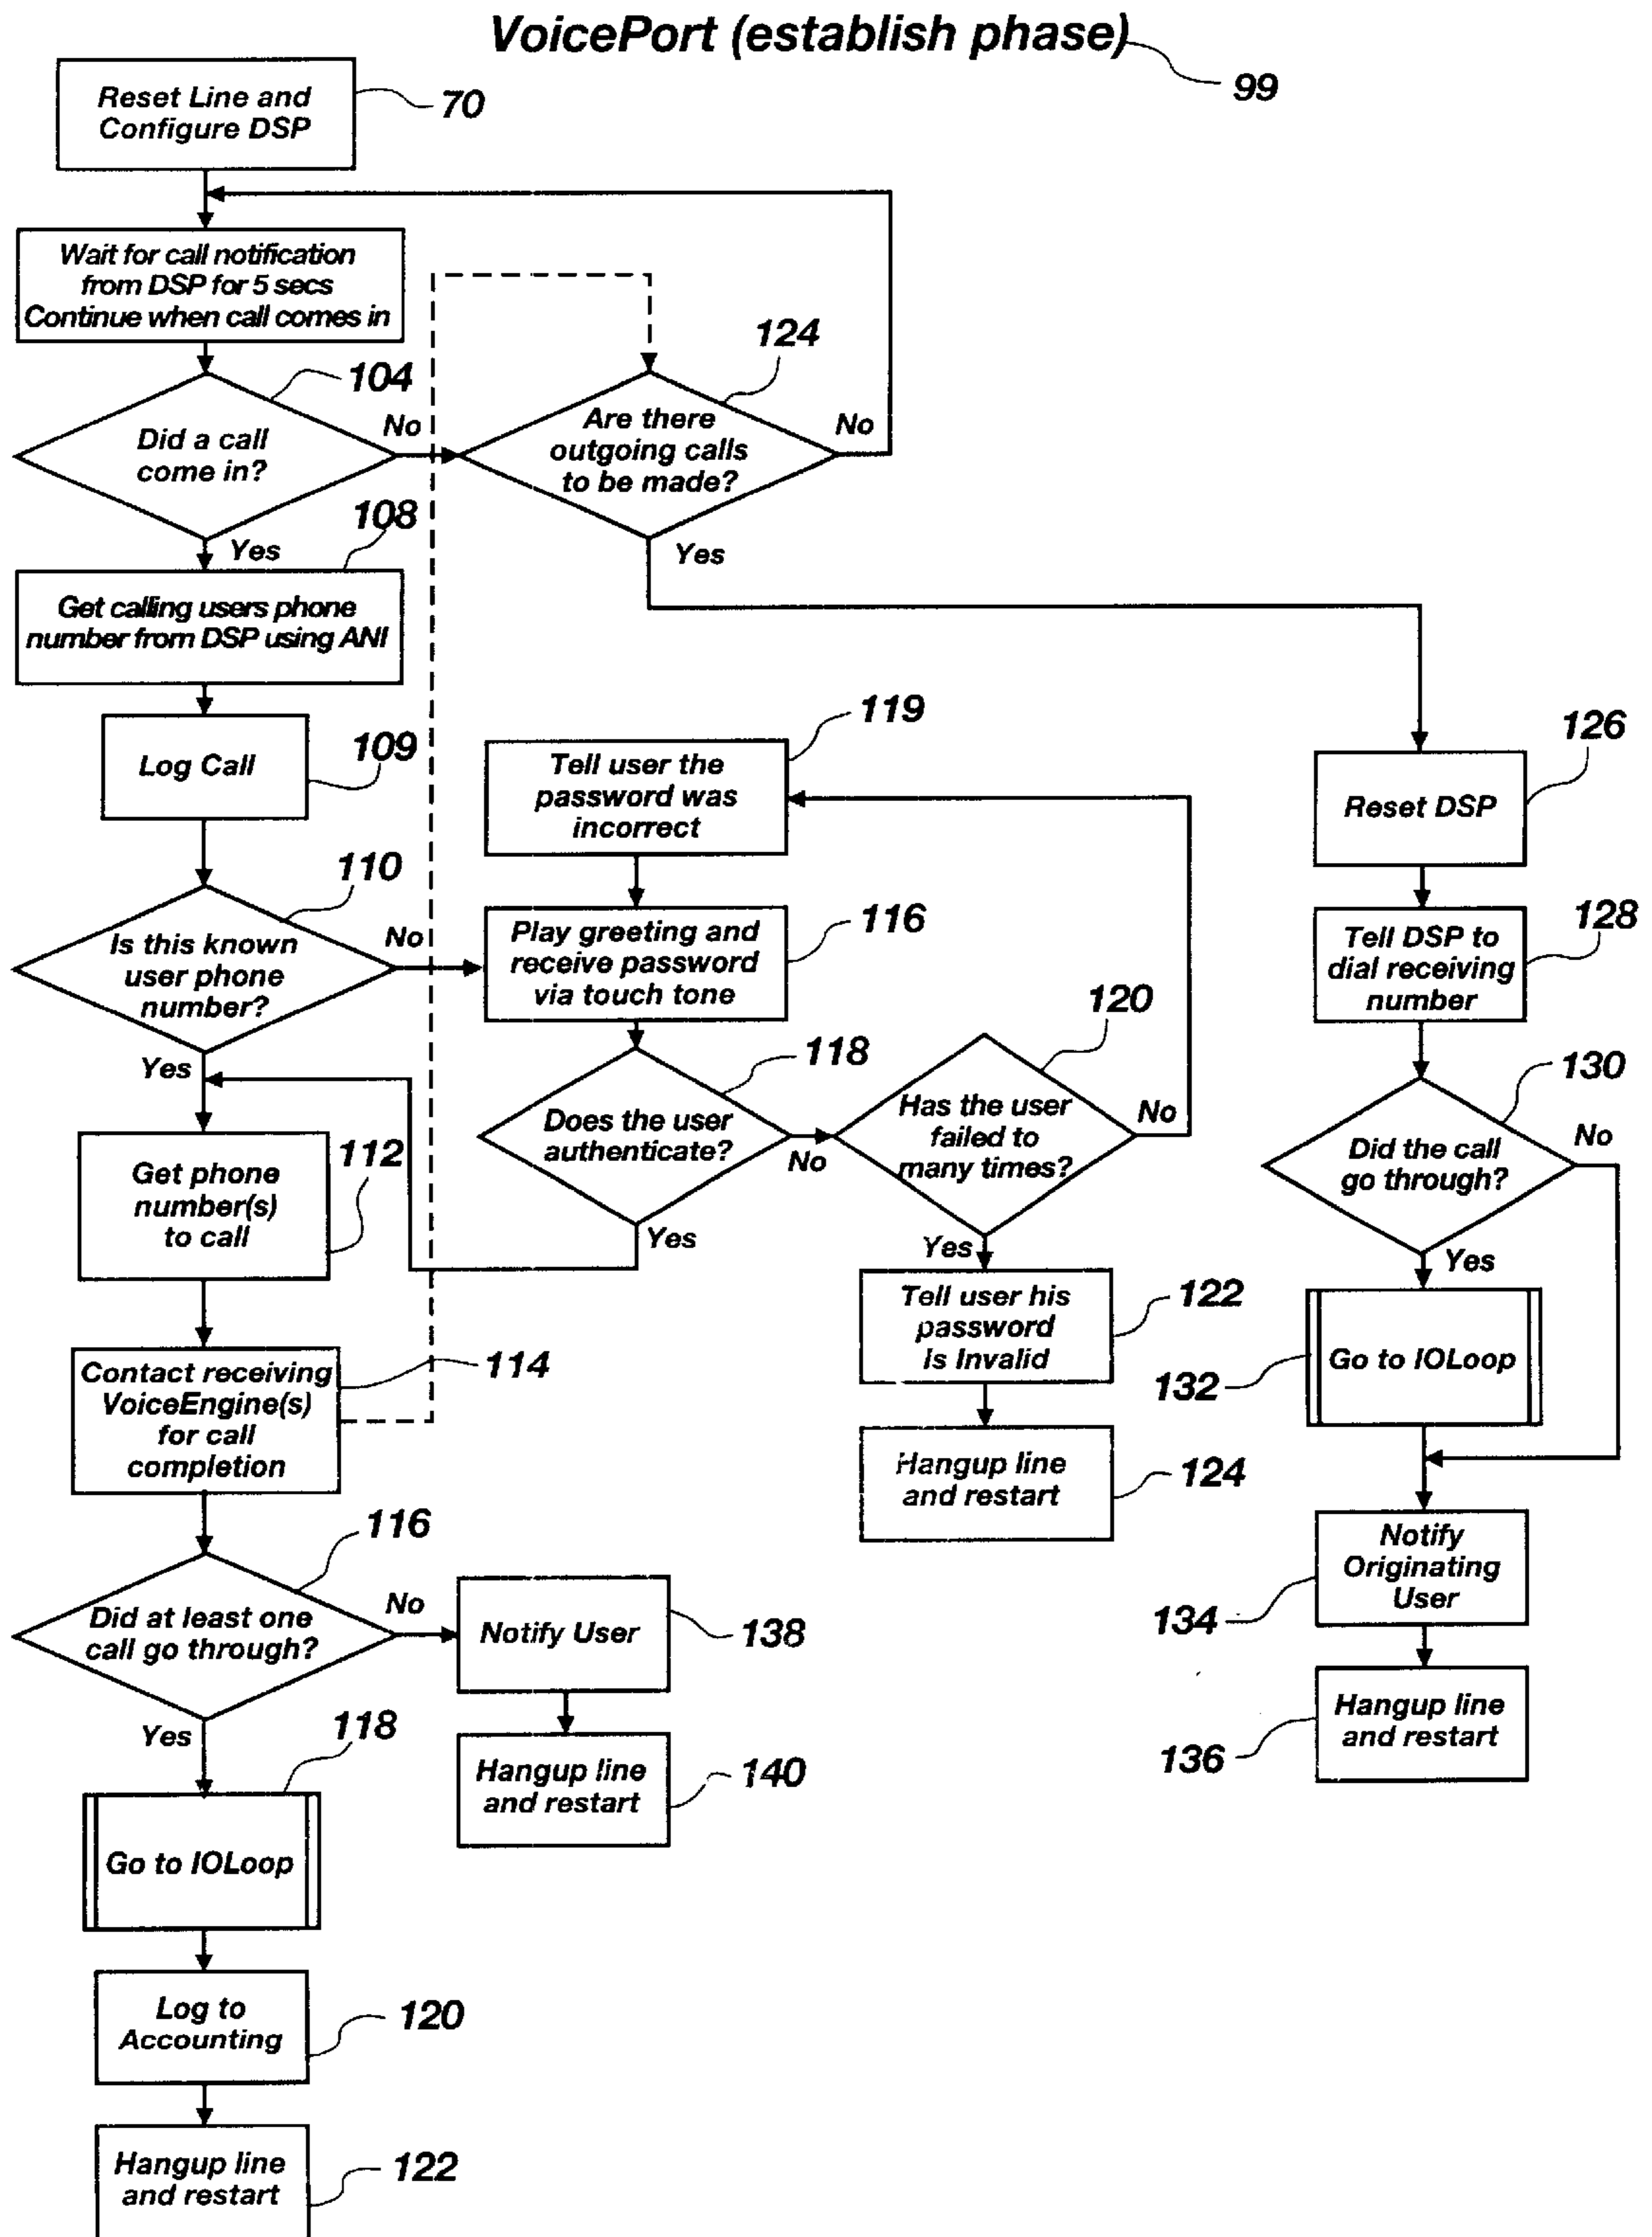 VoicePort (establish phase)
99
Reset Line and
Configure DSP
70
Wait for call notification
from DSP for 5 secs
Continue when call comes in
104
Did a call
come in?
No
Yes
124
Are there
outgoing calls
to be made?
No
Yes
108
Get calling users phone
number from DSP using ANI
Log Call
109
110
Is this known
user phone
number?
No
Yes
119
Tell user the
password was
incorrect
Play greeting and
receive password
via touch tone
116
118
Does the user
authenticate?
No
Yes
120
Has the user
failed to
many times?
No
Yes
Tell user his
password
Is Invalid
122
Hangup line
and restart
124
126
Reset DSP
128
Tell DSP to
dial receiving
number
130
Did the call
go through?
No
Yes
Go to IOLoop
132
Notify
Originating
User
134
Hangup line
and restart
136
Get phone
number(s)
to call
112
Contact receiving
VoiceEngine(s)
for call
completion
114
116
Did at least one
call go through?
No
Yes
Notify User
138
Hangup line
and restart
140
118
Go to IOLoop
Log to
Accounting
120
Hangup line
and restart
122